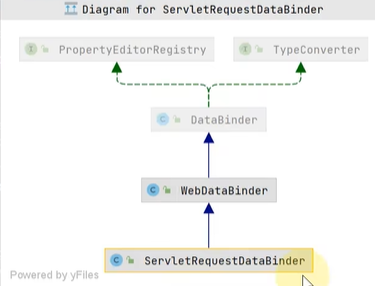 Diagram for ServletRequestDataBinder
I PropertyEditorRegistry
I TypeConverter
C DataBinder
C WebDataBinder
C ServletRequestDataBinder
Powered by yFiles